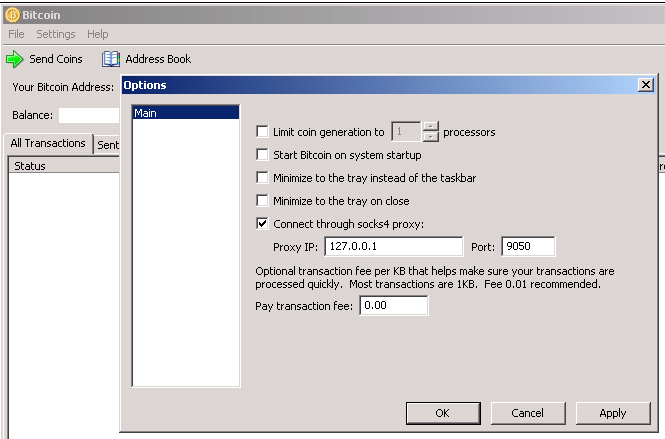 Bitcoin
File Settings Help
Send Coins Address Book
Your Bitcoin Address:
Balance:
All Transactions Sent
Status
Options
Main
Limit coin generation to 1 processors
Start Bitcoin on system startup
Minimize to the tray instead of the taskbar
Minimize to the tray on close
Connect through socks4 proxy:
Proxy IP: 127.0.0.1 Port: 9050
Optional transaction fee per KB that helps make sure your transactions are
processed quickly. Most transactions are 1KB. Fee 0.01 recommended.
Pay transaction fee: 0.00
OK Cancel Apply